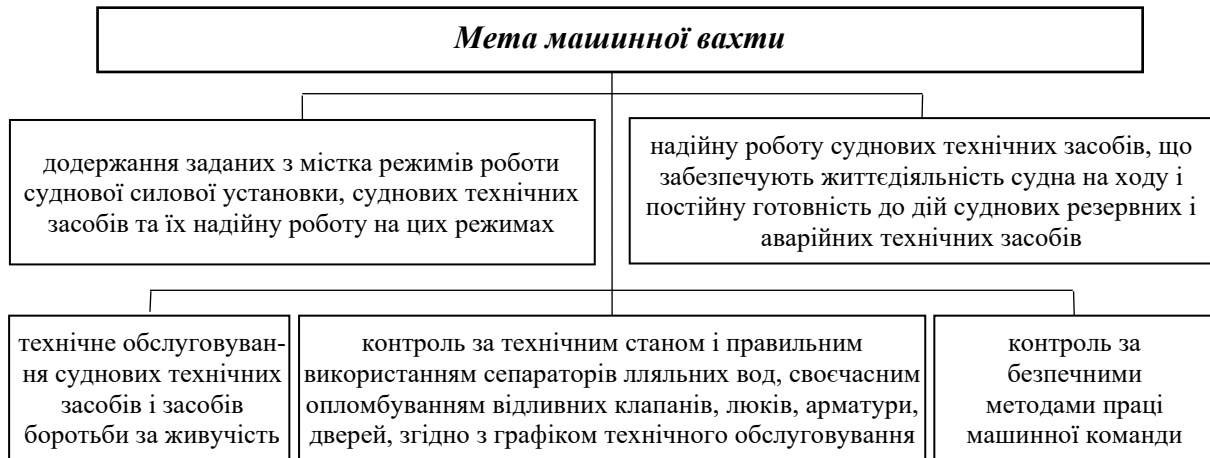 Мета машинної вахти
додержання заданих з містка режимів роботи
суднової силової установки, суднових технічних
засобів та їх надійну роботу на цих режимах
надійну роботу суднових технічних засобів, що
забезпечують життєдіяльність судна на ходу і
постійну готовність до дій суднових резервних і
аварійних технічних засобів
технічне обслуговуван-
ня суднових технічних
засобів і засобів
боротьби за живучість
контроль за технічним станом і правильним
використанням сепараторів лляльних вод, своєчасним
опломбуванням відливних клапанів, люків, арматури,
дверей, згідно з графіком технічного обслуговування
контроль за
безпечними
методами праці
машинної команди